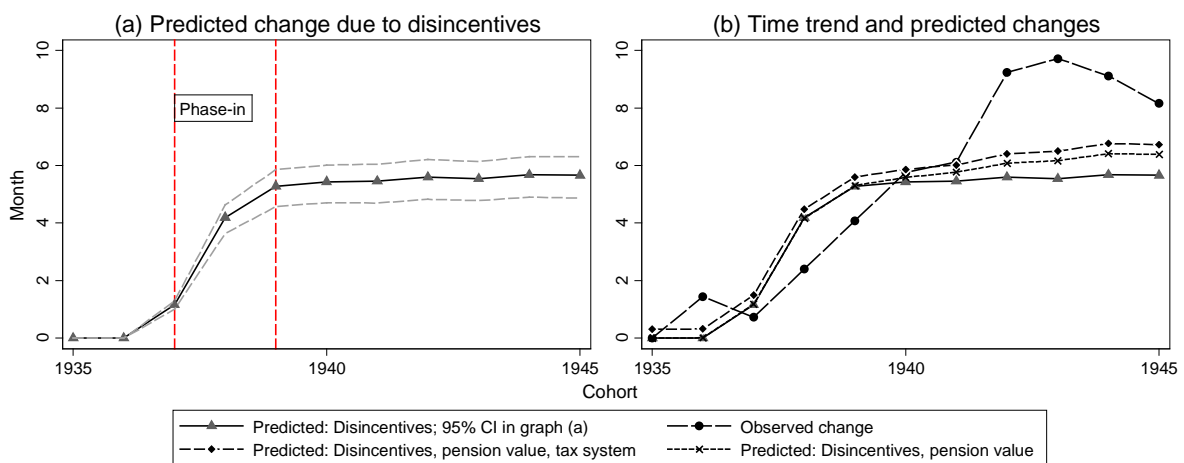 (a) Predicted change due to disincentives
(b) Time trend and predicted changes
Month
10
8
6
4
2
0
Phase-in
1935
1940
1945
10
8
6
4
2
0
1935
1940
1945
Cohort
Predicted: Disincentives; 95% CI in graph (a)
Observed change
Predicted: Disincentives, pension value, tax system
Predicted: Disincentives, pension value